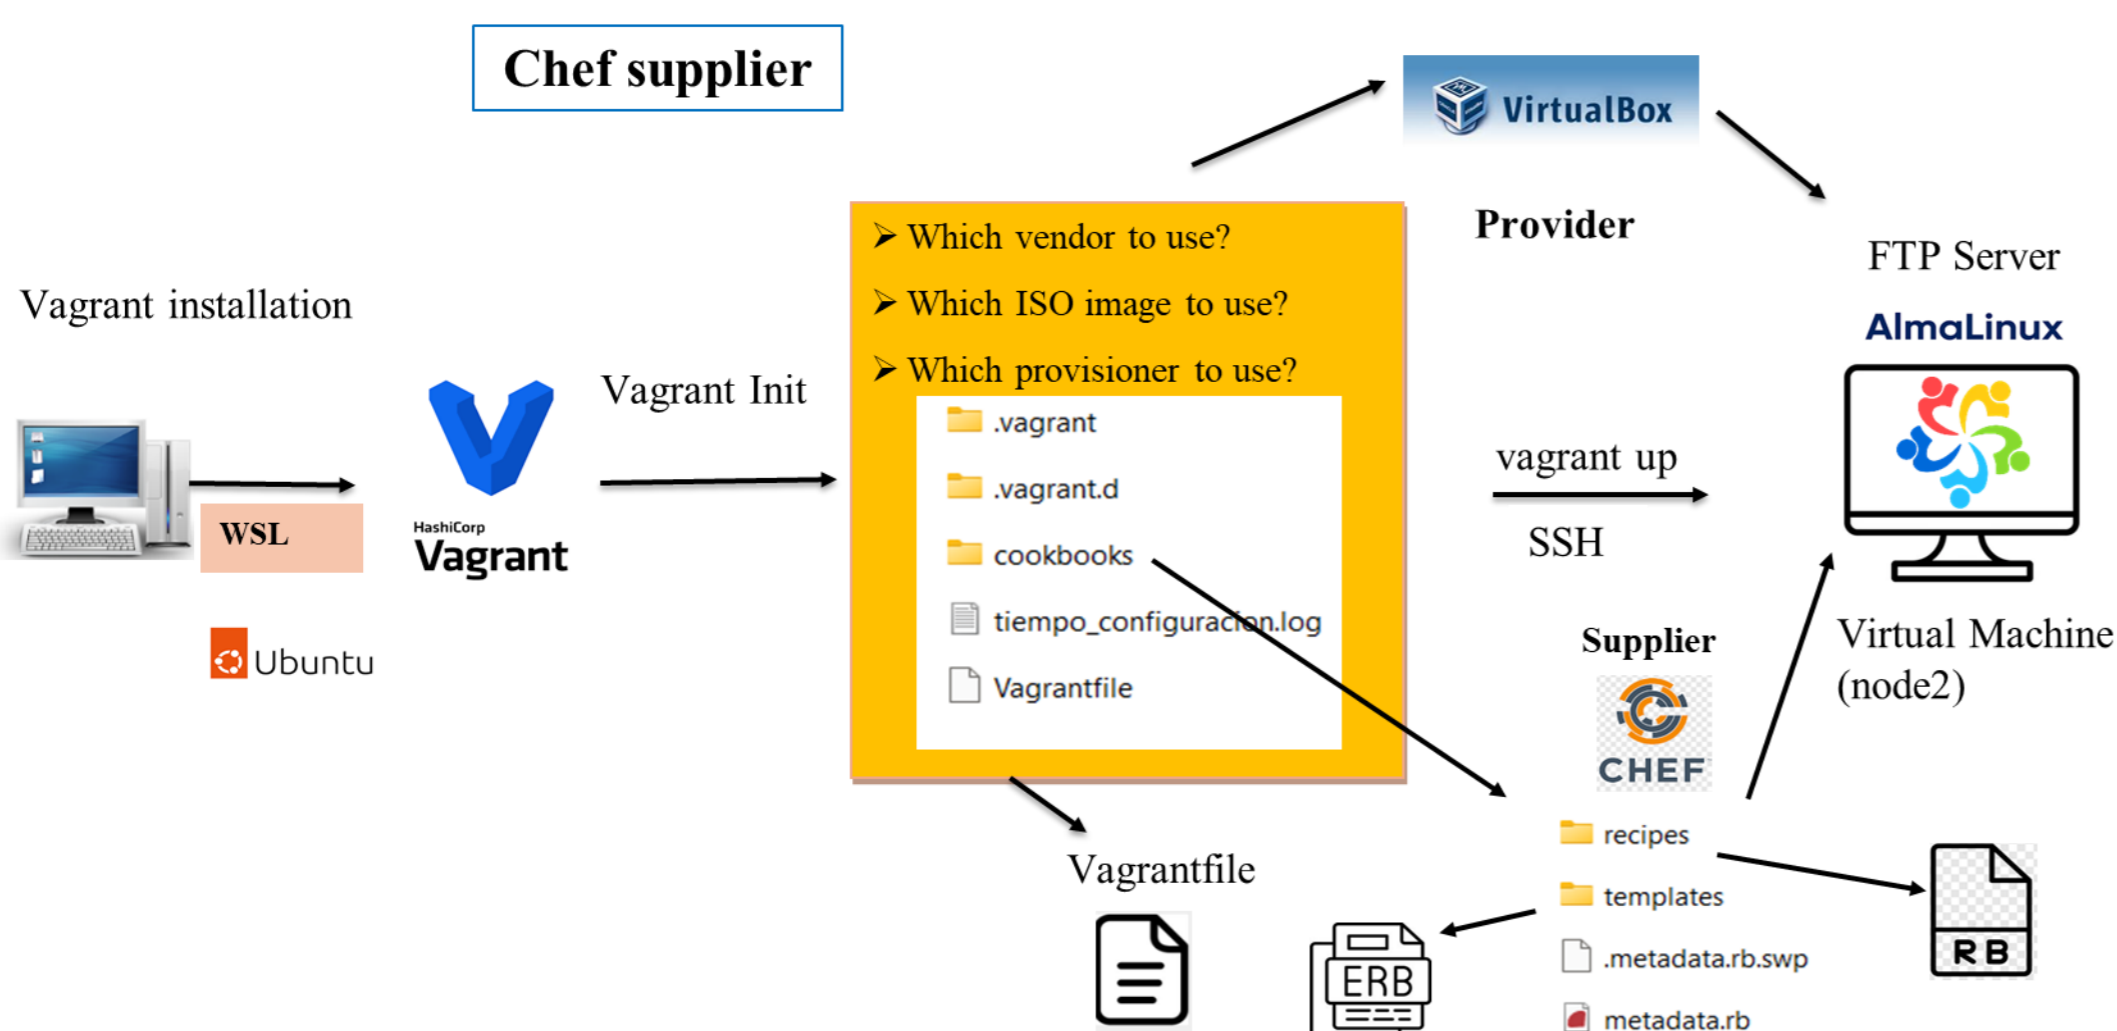 Chef supplier
VirtualBox
Provider
Which vendor to use?
Which ISO image to use?
Which provisioner to use?
.vagrant
.vagrant.d
cookbooks
tiempo_configuracion.log
Vagrantfile
Vagrant installation
WSL
Ubuntu
HashiCorp
Vagrant
Vagrant Init
vagrant up
SSH
FTP Server
AlmaLinux
Virtual Machine
(node2)
Supplier
CHEF
recipes
templates
.metadata.rb.swp
metadata.rb
Vagrantfile
ERB
RB